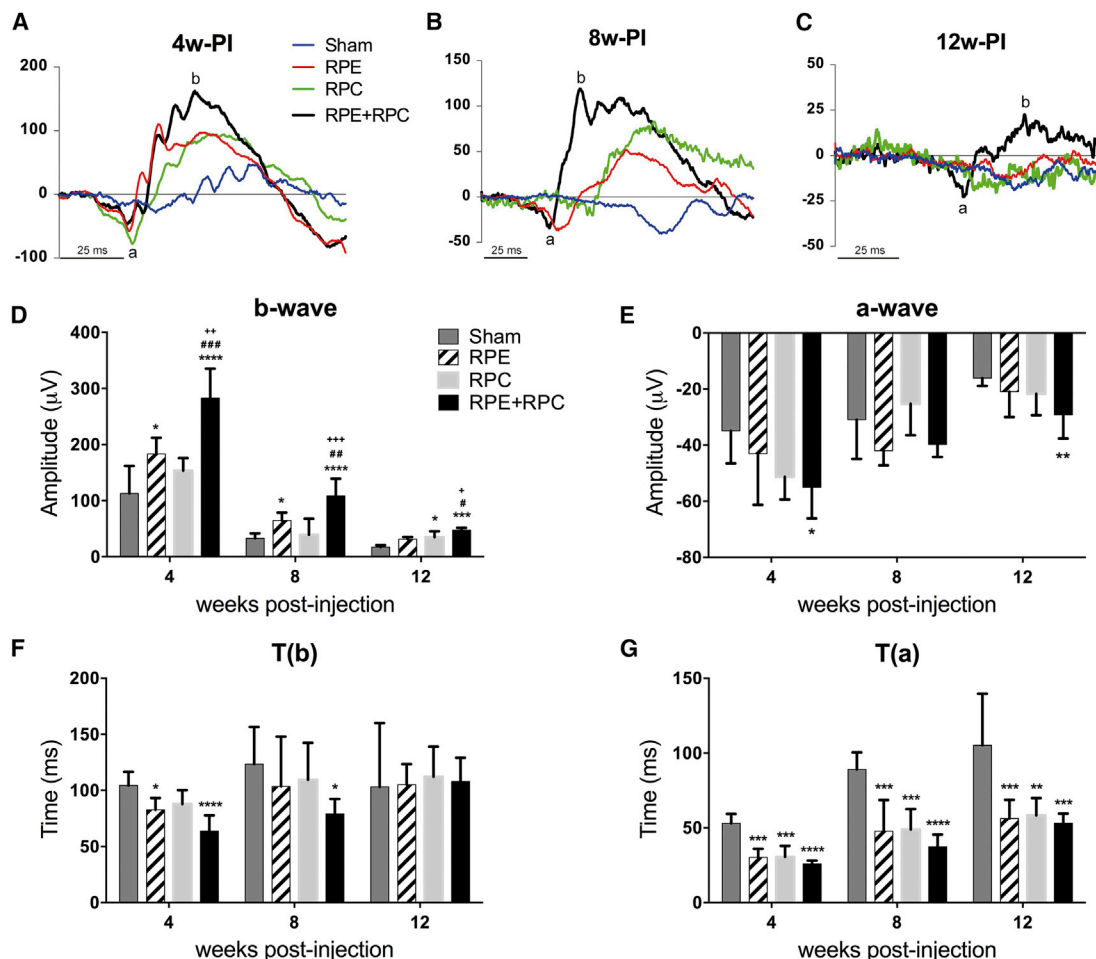 A
4w-PI
200
100
0
-100
b
a
25 ms
Sham
RPE
RPC
RPE+RPC
B
8w-PI
150
100
50
0
-50
b
a
25 ms
C
12w-PI
50
25
0
-25
-50
b
a
25 ms
D
b-wave
Amplitude (µV)
400
300
200
100
0
*
++
###
****
*
+++
##
****
*
+
#
***
4 8 12
weeks post-injection
Sham
RPE
RPC
RPE+RPC
E
a-wave
Amplitude (µV)
0
-20
-40
-60
-80
*
**
4 8 12
weeks post-injection
F
T(b)
Time (ms)
200
150
100
50
0
*
****
*
4 8 12
weeks post-injection
G
T(a)
Time (ms)
150
100
50
0
*** *** ****
*** *** ****
*** ** ***
4 8 12
weeks post-injection